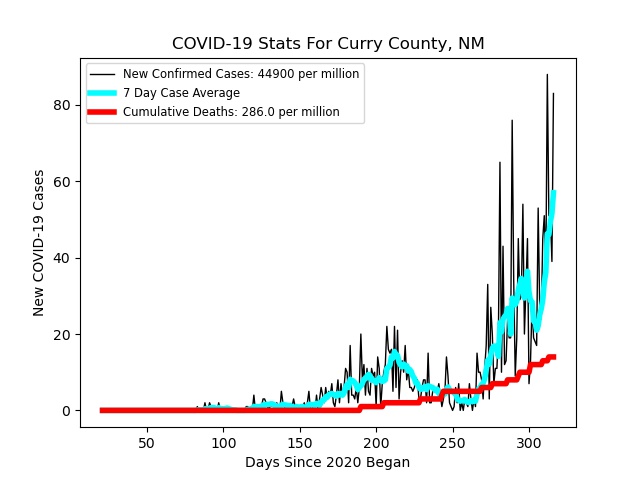 COVID-19 Stats For Curry County, NM
New Confirmed Cases: 44900 per million
7 Day Case Average
Cumulative Deaths: 286.0 per million
New COVID-19 Cases
80
60
40
20
0
50 100 150 200 250 300
Days Since 2020 Began